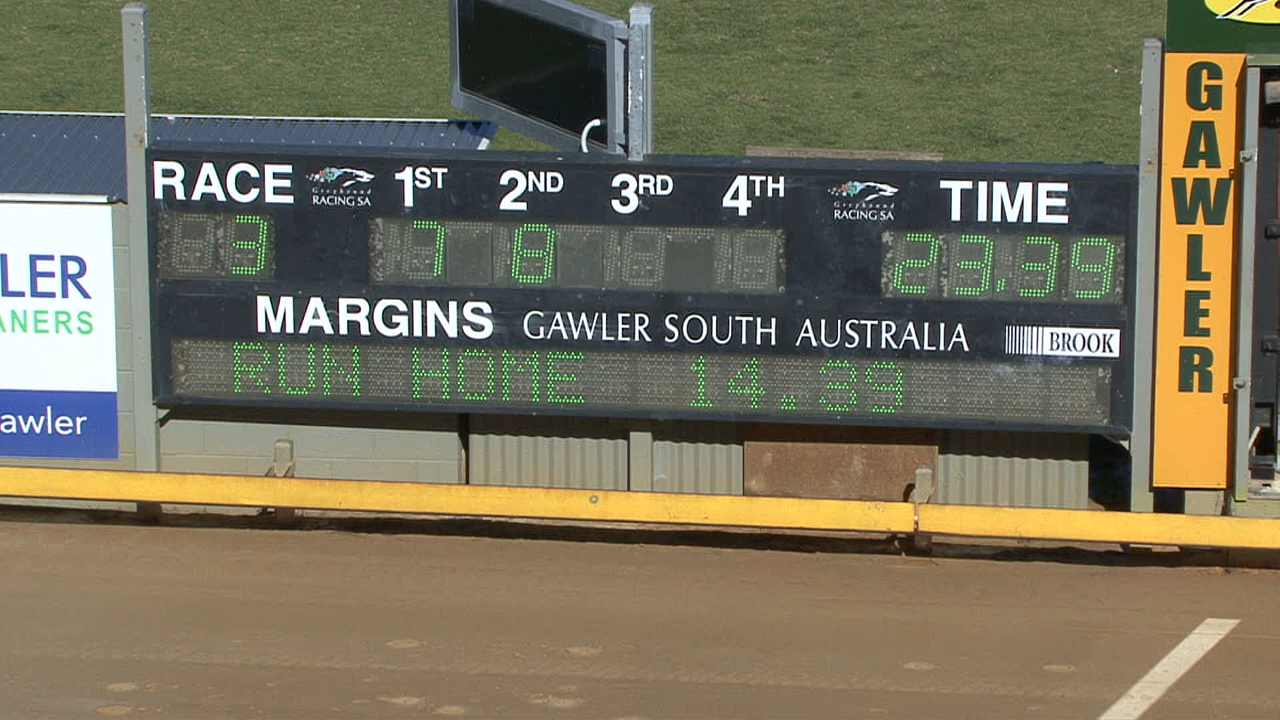 RACE Greyhound RACING SA 1ST 2ND 3RD 4TH Greyhound RACING SA TIME
3 7 8 23.39
MARGINS GAWLER SOUTH AUSTRALIA BROOK
RUN HOME 14.39
LER
ANERS
awler
GAWLER